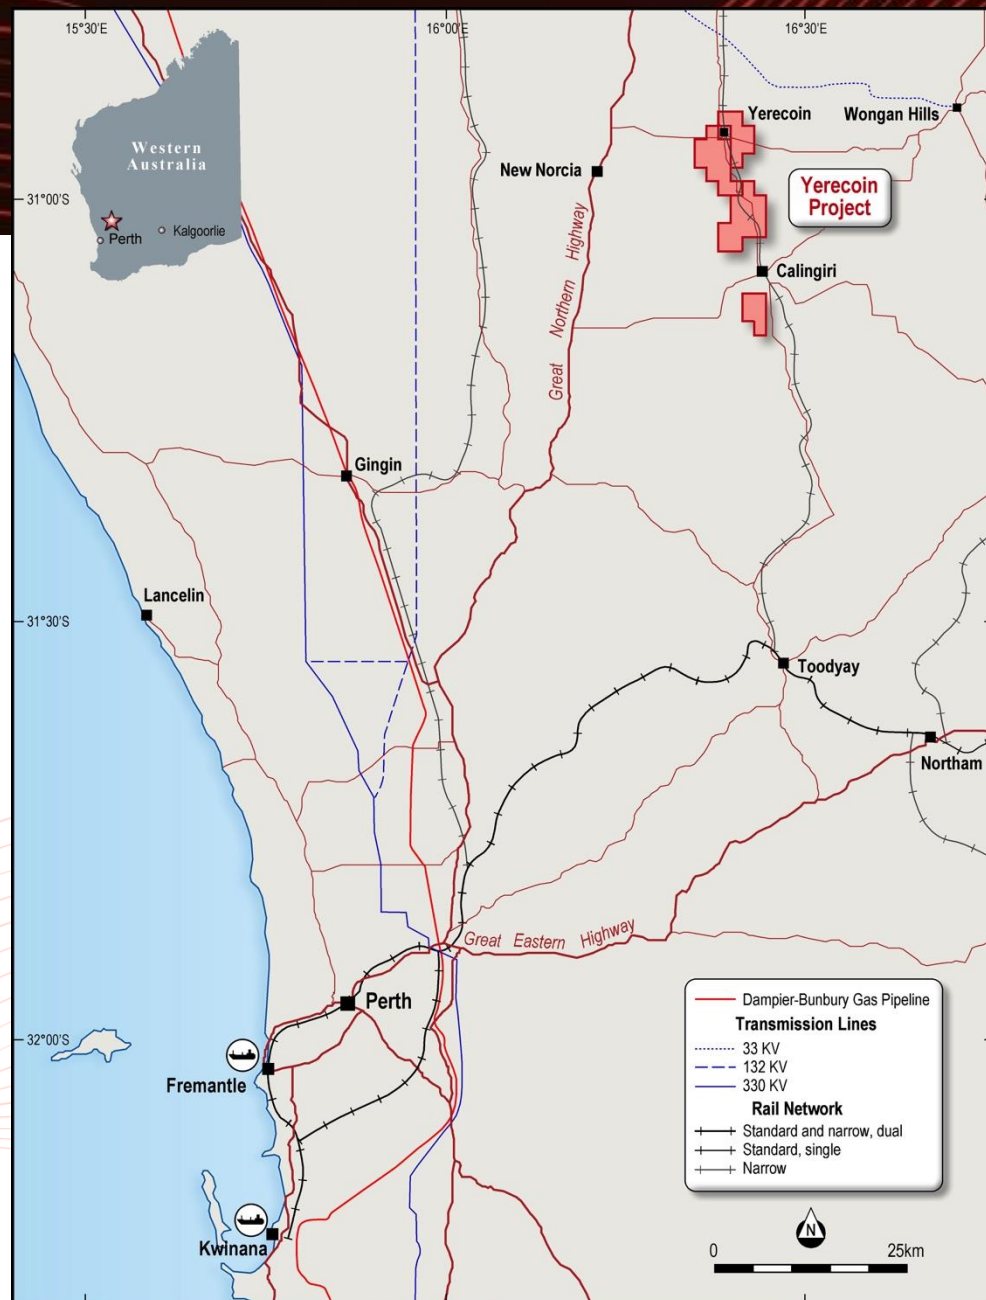 15°30'E
16°00'E
16°30'E
Western
Australia
Perth
Kalgoorlie
31°00'S
31°30'S
32°00'S
Yerecoin
Wongan Hills
New Norcia
Yerecoin
Project
Calingiri
Great Northern Highway
Gingin
Lancelin
Toodyay
Northam
Great Eastern Highway
Perth
Fremantle
Kwinana
Dampier-Bunbury Gas Pipeline
Transmission Lines
33 KV
132 KV
330 KV
Rail Network
Standard and narrow, dual
Standard, single
Narrow
N
0 25km